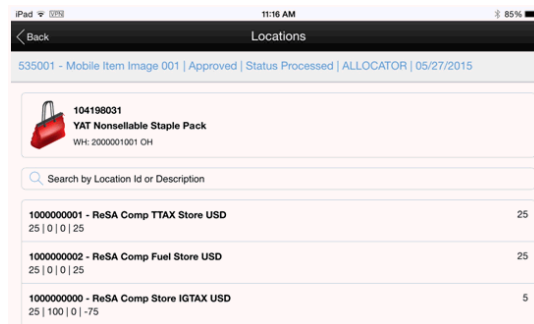 iPad VPN 11:16 AM 85%
Back Locations
535001 - Mobile Item Image 001 | Approved | Status Processed | ALLOCATOR | 05/27/2015
104198031
YAT Nonsellable Staple Pack
WH: 2000001001 OH
Search by Location Id or Description
1000000001 - ReSA Comp TTAX Store USD 25
25 | 0 | 0 | 25
1000000002 - ReSA Comp Fuel Store USD 25
25 | 0 | 0 | 25
1000000000 - ReSA Comp Store IGTAX USD 5
25 | 100 | 0 | -75